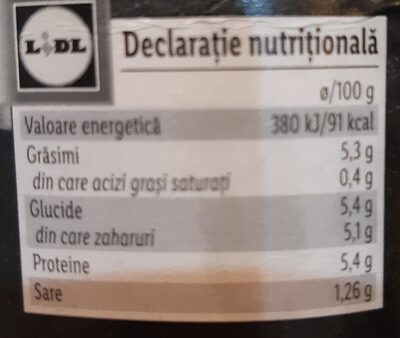 LIDL
Declarație nutrițională
ø/100 g
Valoare energetică 380 kJ/91 kcal
Grăsimi 5,3 g
din care acizi grași saturați 0,4 g
Glucide 5,4 g
din care zaharuri 5,1 g
Proteine 5,4 g
Sare 1,26 g